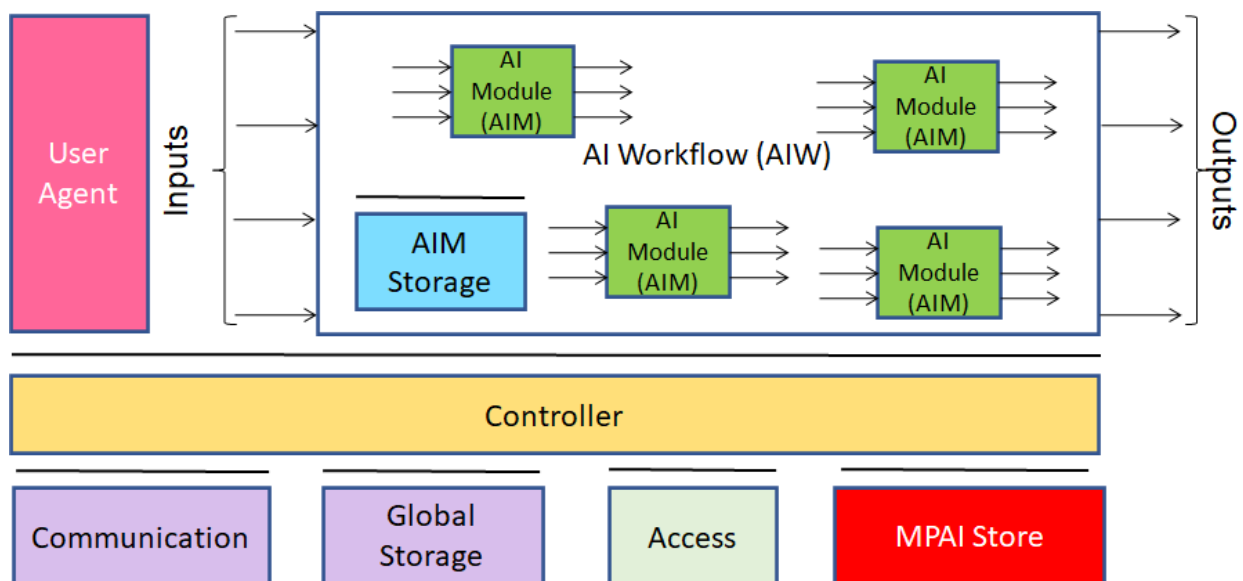 User
Agent
Inputs
AI
Module
(AIM)
AI
Module
(AIM)
AI Workflow (AIW)
AIM
Storage
AI
Module
(AIM)
AI
Module
(AIM)
Outputs
Controller
Communication
Global
Storage
Access
MPAI Store